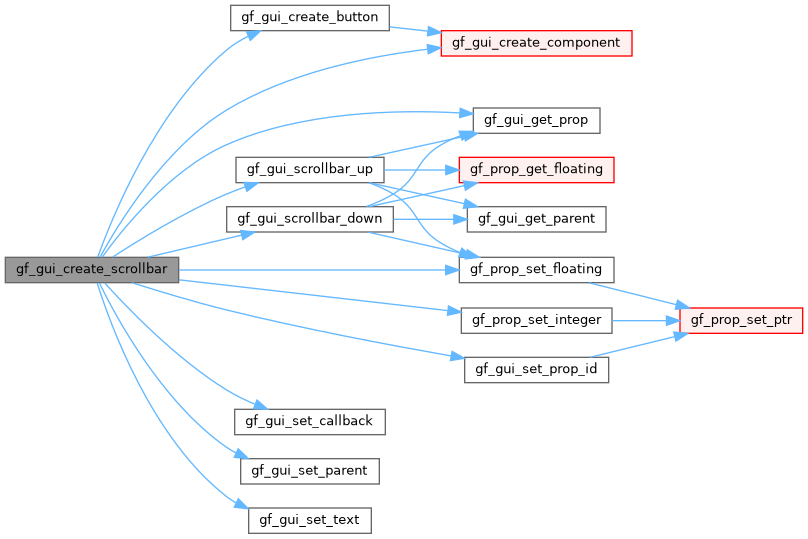 gf_gui_create_button
gf_gui_create_component
gf_gui_get_prop
gf_gui_scrollbar_up
gf_prop_get_floating
gf_gui_scrollbar_down
gf_gui_get_parent
gf_gui_create_scrollbar
gf_prop_set_floating
gf_prop_set_integer
gf_prop_set_ptr
gf_gui_set_prop_id
gf_gui_set_callback
gf_gui_set_parent
gf_gui_set_text